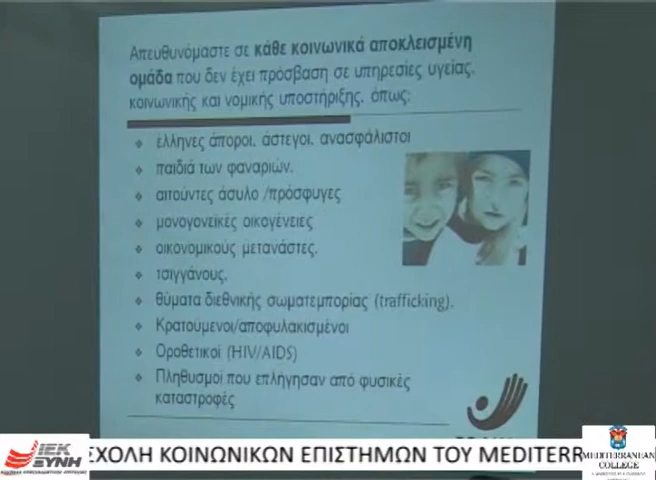 Απευθυνόμαστε σε κάθε κοινωνικά αποκλεισμένη
ομάδα που δεν έχει πρόσβαση σε υπηρεσίες υγείας,
κοινωνικής και νομικής υποστήριξης, όπως:
έλληνες άποροι, άστεγοι, ανασφάλιστοι
παιδιά των φαναριών,
αιτούντες άσυλο /πρόσφυγες
μονογονεϊκές οικογένειες
οικονομικούς μετανάστες,
τσιγγάνους,
θύματα διεθνικής σωματεμπορίας (trafficking),
Κρατούμενοι/αποφυλακισμένοι
Οροθετικοί (HIV/AIDS)
Πληθυσμοί που επλήγησαν από φυσικές
καταστροφές
ΙΕΚ
ΞΥΝΗ
ΣΧΟΛΗ ΚΟΙΝΩΝΙΚΩΝ ΕΠΙΣΤΗΜΩΝ ΤΟΥ MEDITERR
MEDITERRANEAN
COLLEGE